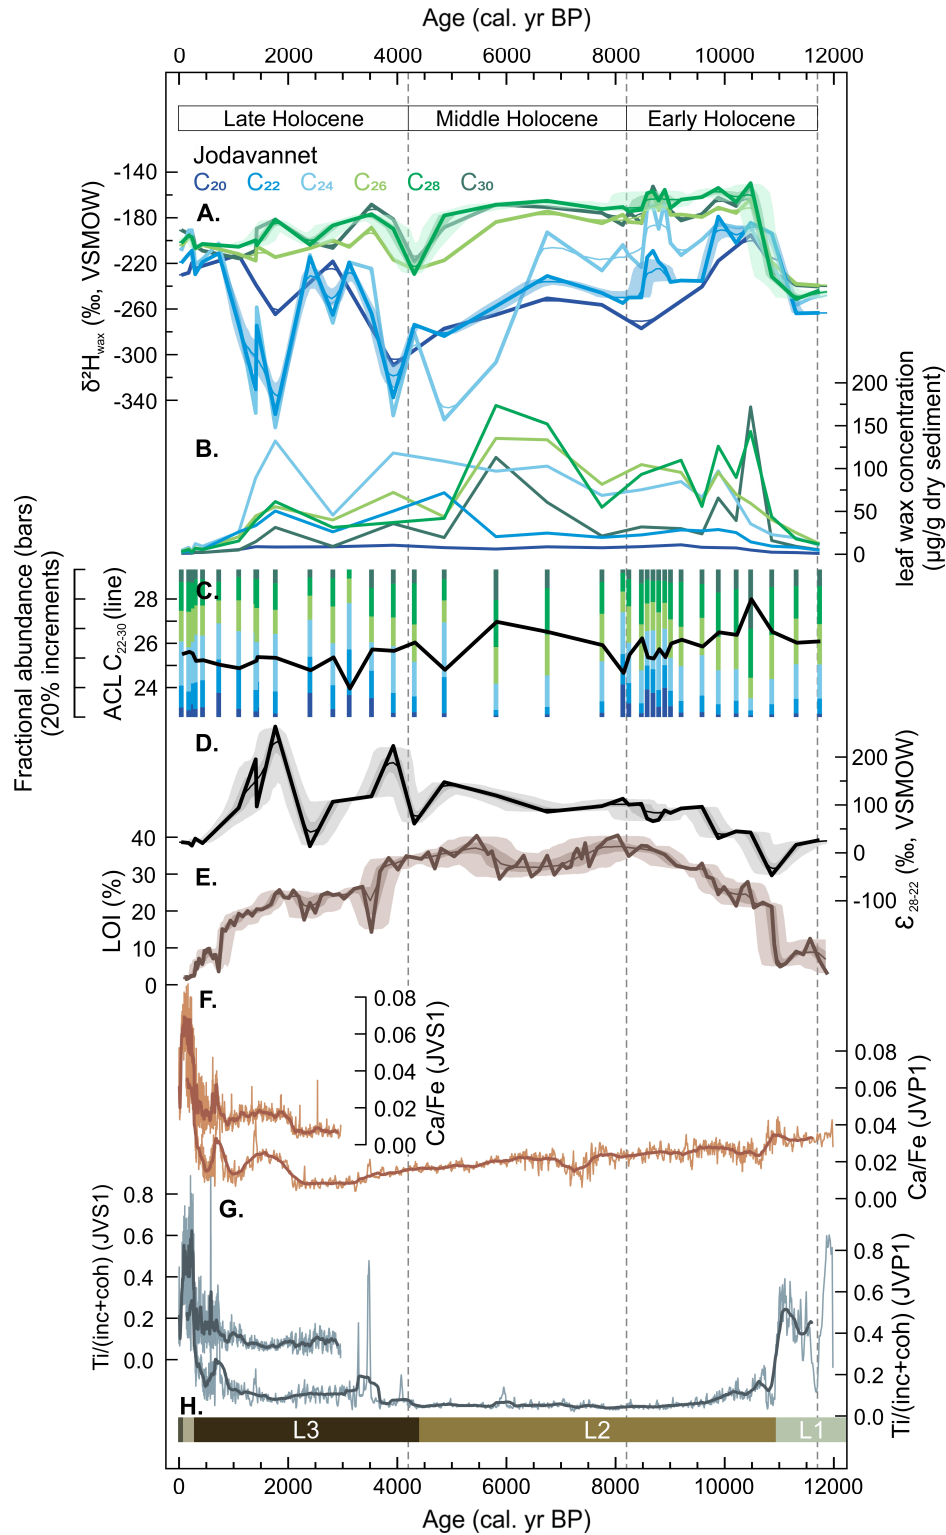 Age (cal. yr BP)
0 2000 4000 6000 8000 10000 12000
Late Holocene Middle Holocene Early Holocene
Jodavannet
C₂₀ C₂₂ C₂₄ C₂₆ C₂₈ C₃₀
A.
-140
-180
-220
-260
-300
-340
δ²Hwax (‰, VSMOW)
B.
200
150
100
50
0
leaf wax concentration
(µg/g dry sediment)
C.
Fractional abundance (bars)
(20% increments)
ACL C₂₂₋₃₀ (line)
28
26
24
D.
200
100
0
-100
ε₂₈₋₂₂ (‰, VSMOW)
E.
40
30
20
10
0
LOI (%)
F.
0.08
0.06
0.04
0.02
0.00
Ca/Fe (JVS1)
0.08
0.06
0.04
0.02
0.00
Ca/Fe (JVP1)
G.
0.8
0.6
0.4
0.2
0.0
Ti/(inc+coh) (JVS1)
0.8
0.6
0.4
0.2
0.0
Ti/(inc+coh) (JVP1)
H.
L3 L2 L1
0 2000 4000 6000 8000 10000 12000
Age (cal. yr BP)